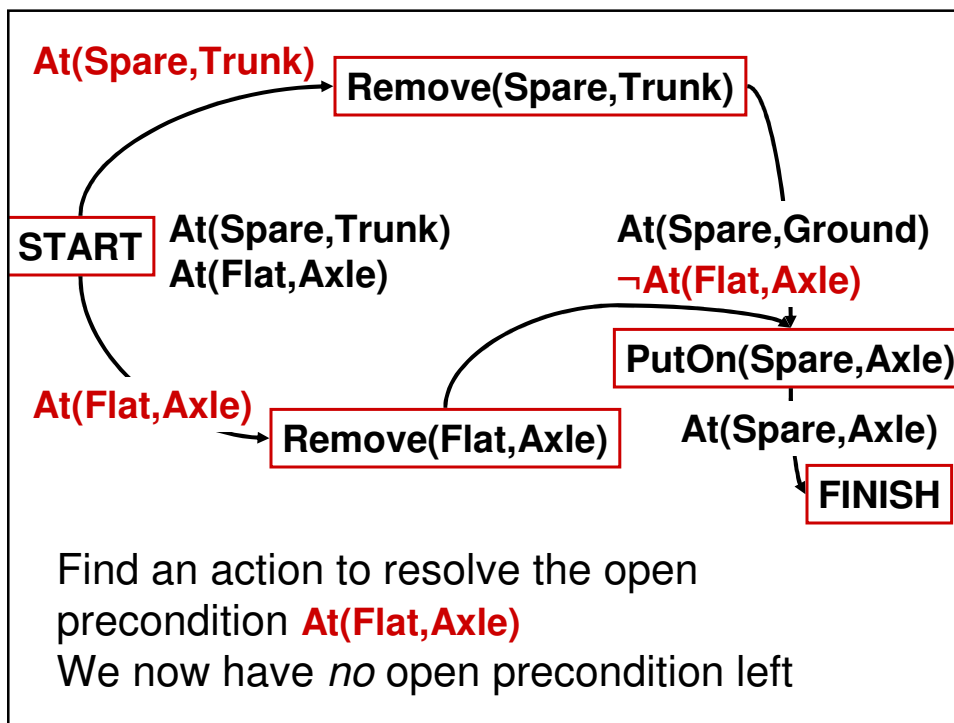 At(Spare,Trunk)
Remove(Spare,Trunk)
START
At(Spare,Trunk)
At(Flat,Axle)
At(Spare,Ground)
¬At(Flat,Axle)
PutOn(Spare,Axle)
At(Flat,Axle)
Remove(Flat,Axle)
At(Spare,Axle)
FINISH
Find an action to resolve the open
precondition At(Flat,Axle)
We now have no open precondition left